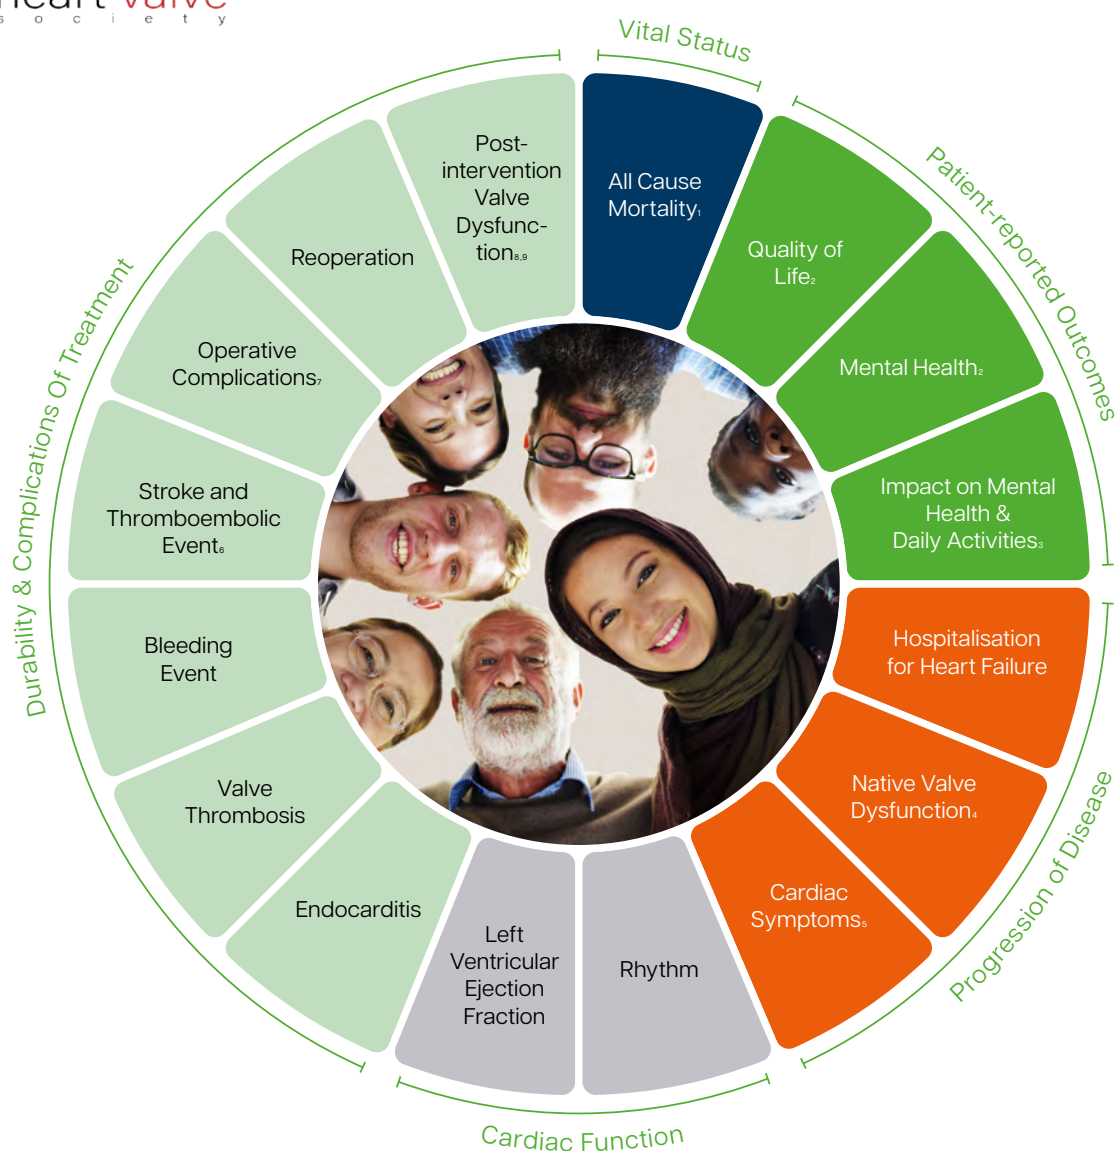 heart valve
society
Vital Status
All Cause
Mortality₁
Patient-reported Outcomes
Quality of
Life₂
Mental Health₂
Impact on Mental
Health &
Daily Activities₃
Progression of Disease
Hospitalisation
for Heart Failure
Native Valve
Dysfunction₄
Cardiac
Symptoms₅
Cardiac Function
Rhythm
Left
Ventricular
Ejection
Fraction
Durability & Complications Of Treatment
Endocarditis
Valve
Thrombosis
Bleeding
Event
Stroke and
Thromboembolic
Event₆
Operative
Complications₇
Reoperation
Post-
intervention
Valve
Dysfunc-
tion₈,₉